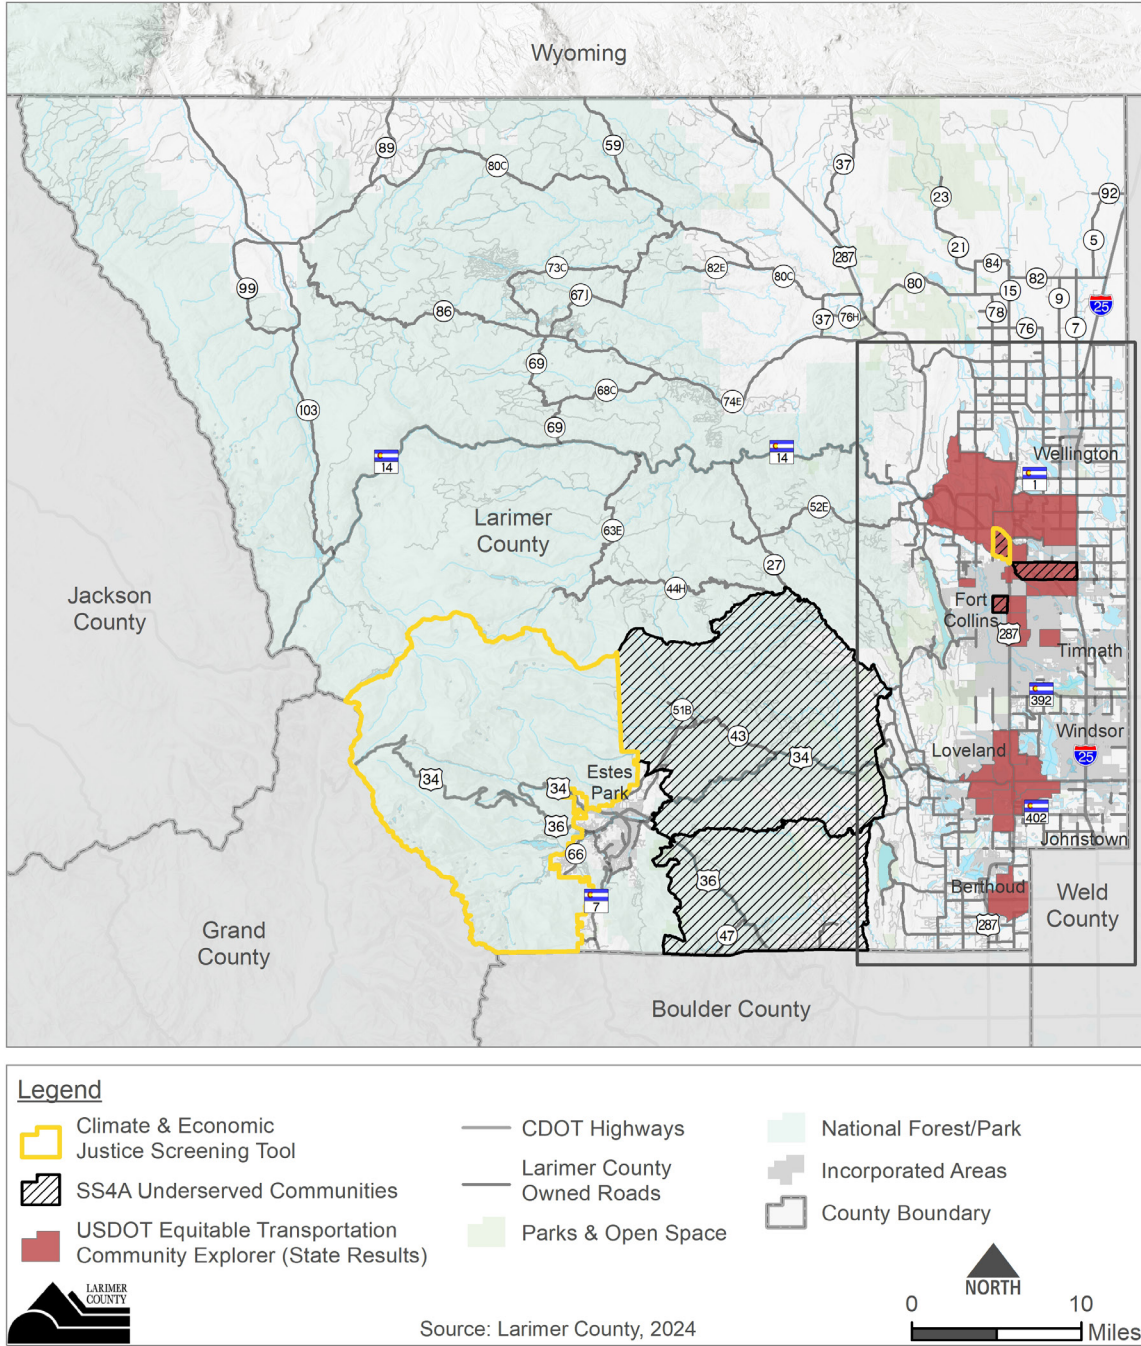 Wyoming
89
80C
59
37
23
92
21
5
287
84
73C
82E
80C
80
82
99
67J
15
9
25
86
78
37
76H
76
7
69
68C
74E
103
69
14
14
Wellington
1
Larimer
County
52E
63E
27
Jackson
County
44H
Fort
Collins
287
Timnath
392
51B
43
Windsor
Loveland
34
25
Estes
Park
34
34
36
402
Johnstown
66
36
Berthoud
Weld
County
7
287
47
Grand
County
Boulder County
Legend
Climate & Economic
Justice Screening Tool
SS4A Underserved Communities
USDOT Equitable Transportation
Community Explorer (State Results)
CDOT Highways
Larimer County
Owned Roads
Parks & Open Space
National Forest/Park
Incorporated Areas
County Boundary
LARIMER
COUNTY
Source: Larimer County, 2024
NORTH
0 10
Miles